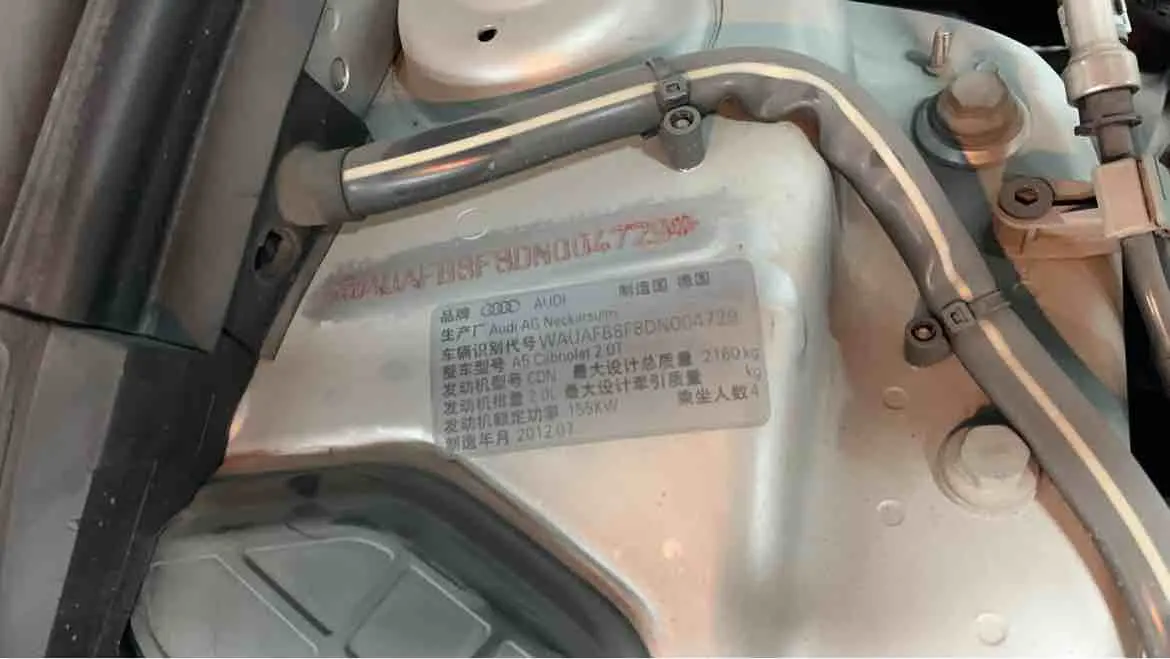 WAUAFB8F8DN004729
品牌 AUDI 制造国 德国
生产厂 Audi AG Neckarsulm
车辆识别代号 WAUAFB8F8DN004729
整车型号 A5 Cabriolet 2.0T
发动机型号 CDN 最大设计总质量 2160 kg
发动机排量 2.0L 最大设计牵引质量 kg
发动机额定功率 155KW 乘坐人数 4
制造年月 2012.07